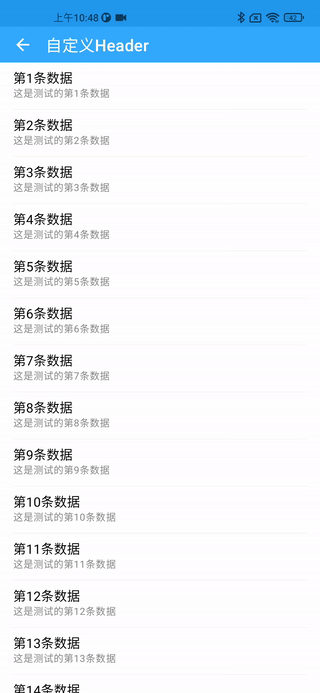 上午10:48
42
自定义Header
第1条数据
这是测试的第1条数据
第2条数据
这是测试的第2条数据
第3条数据
这是测试的第3条数据
第4条数据
这是测试的第4条数据
第5条数据
这是测试的第5条数据
第6条数据
这是测试的第6条数据
第7条数据
这是测试的第7条数据
第8条数据
这是测试的第8条数据
第9条数据
这是测试的第9条数据
第10条数据
这是测试的第10条数据
第11条数据
这是测试的第11条数据
第12条数据
这是测试的第12条数据
第13条数据
这是测试的第13条数据
第14条数据